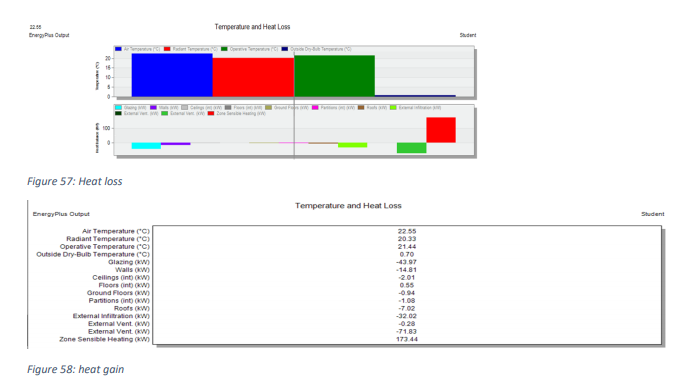 22.55
Temperature and Heat Loss
EnergyPlus Output
Student
Air Temperature (°C) Radiant Temperature (°C) Operative Temperature (°C) Outside Dry-Bulb Temperature (°C)
Temperature (°C)
20
15
10
5
0
Glazing (kW) Walls (kW) Ceilings (int) (kW) Floors (int) (kW) Ground Floors (kW) Partitions (int) (kW) Roofs (kW) External Infiltration (kW)
External Vent. (kW) External Vent. (kW) Zone Sensible Heating (kW)
100
0
Figure 57: Heat loss
Temperature and Heat Loss
EnergyPlus Output
Student
Air Temperature (°C) 22.55
Radiant Temperature (°C) 20.33
Operative Temperature (°C) 21.44
Outside Dry-Bulb Temperature (°C) 0.70
Glazing (kW) -43.97
Walls (kW) -14.81
Ceilings (int) (kW) -2.01
Floors (int) (kW) 0.55
Ground Floors (kW) -0.94
Partitions (int) (kW) -1.08
Roofs (kW) -7.02
External Infiltration (kW) -32.02
External Vent. (kW) -0.28
External Vent. (kW) -71.83
Zone Sensible Heating (kW) 173.44
Figure 58: heat gain